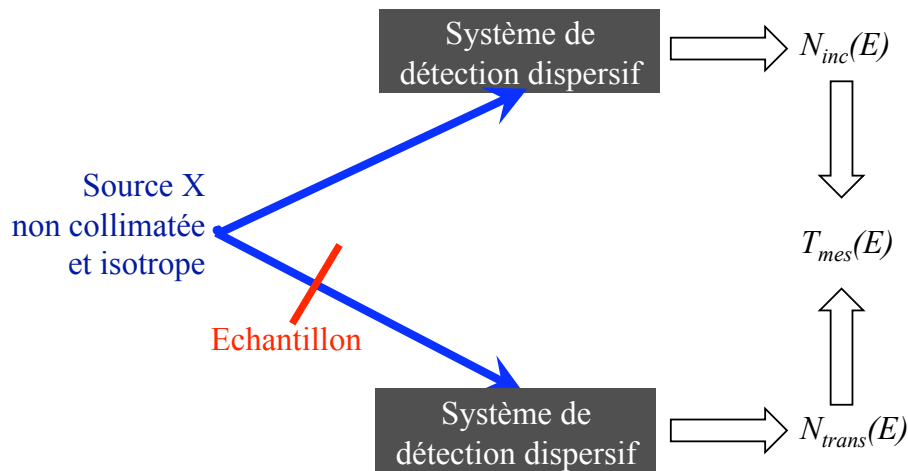 Système de
détection dispersif
N_inc(E)
Source X
non collimatée
et isotrope
T_mes(E)
Echantillon
Système de
détection dispersif
N_trans(E)